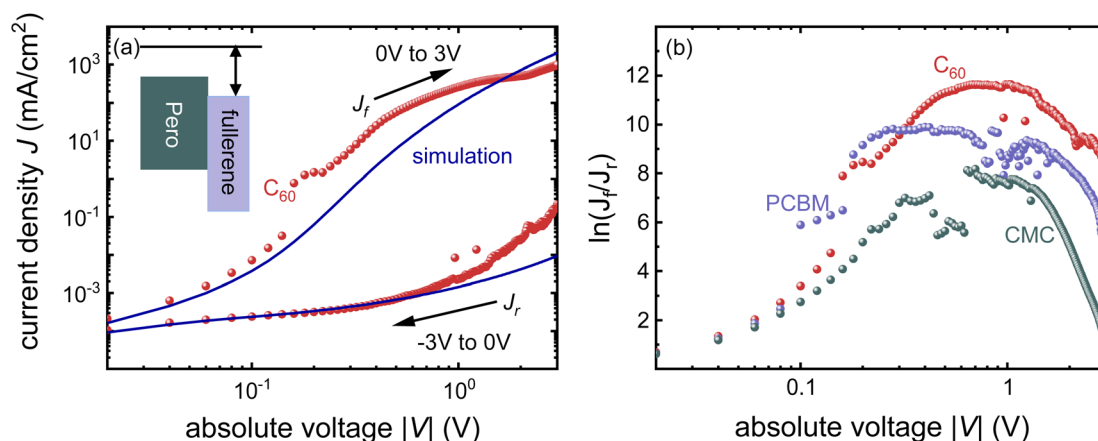 (a)
0V to 3V
J_f
Pero
fullerene
simulation
C_60
J_r
-3V to 0V
10^3
10^1
10^-1
10^-3
current density J (mA/cm^2)
10^-1
10^0
absolute voltage |V| (V)
(b)
C_60
PCBM
CMC
12
10
8
6
4
2
ln(J_f/J_r)
0.1
1
absolute voltage |V| (V)